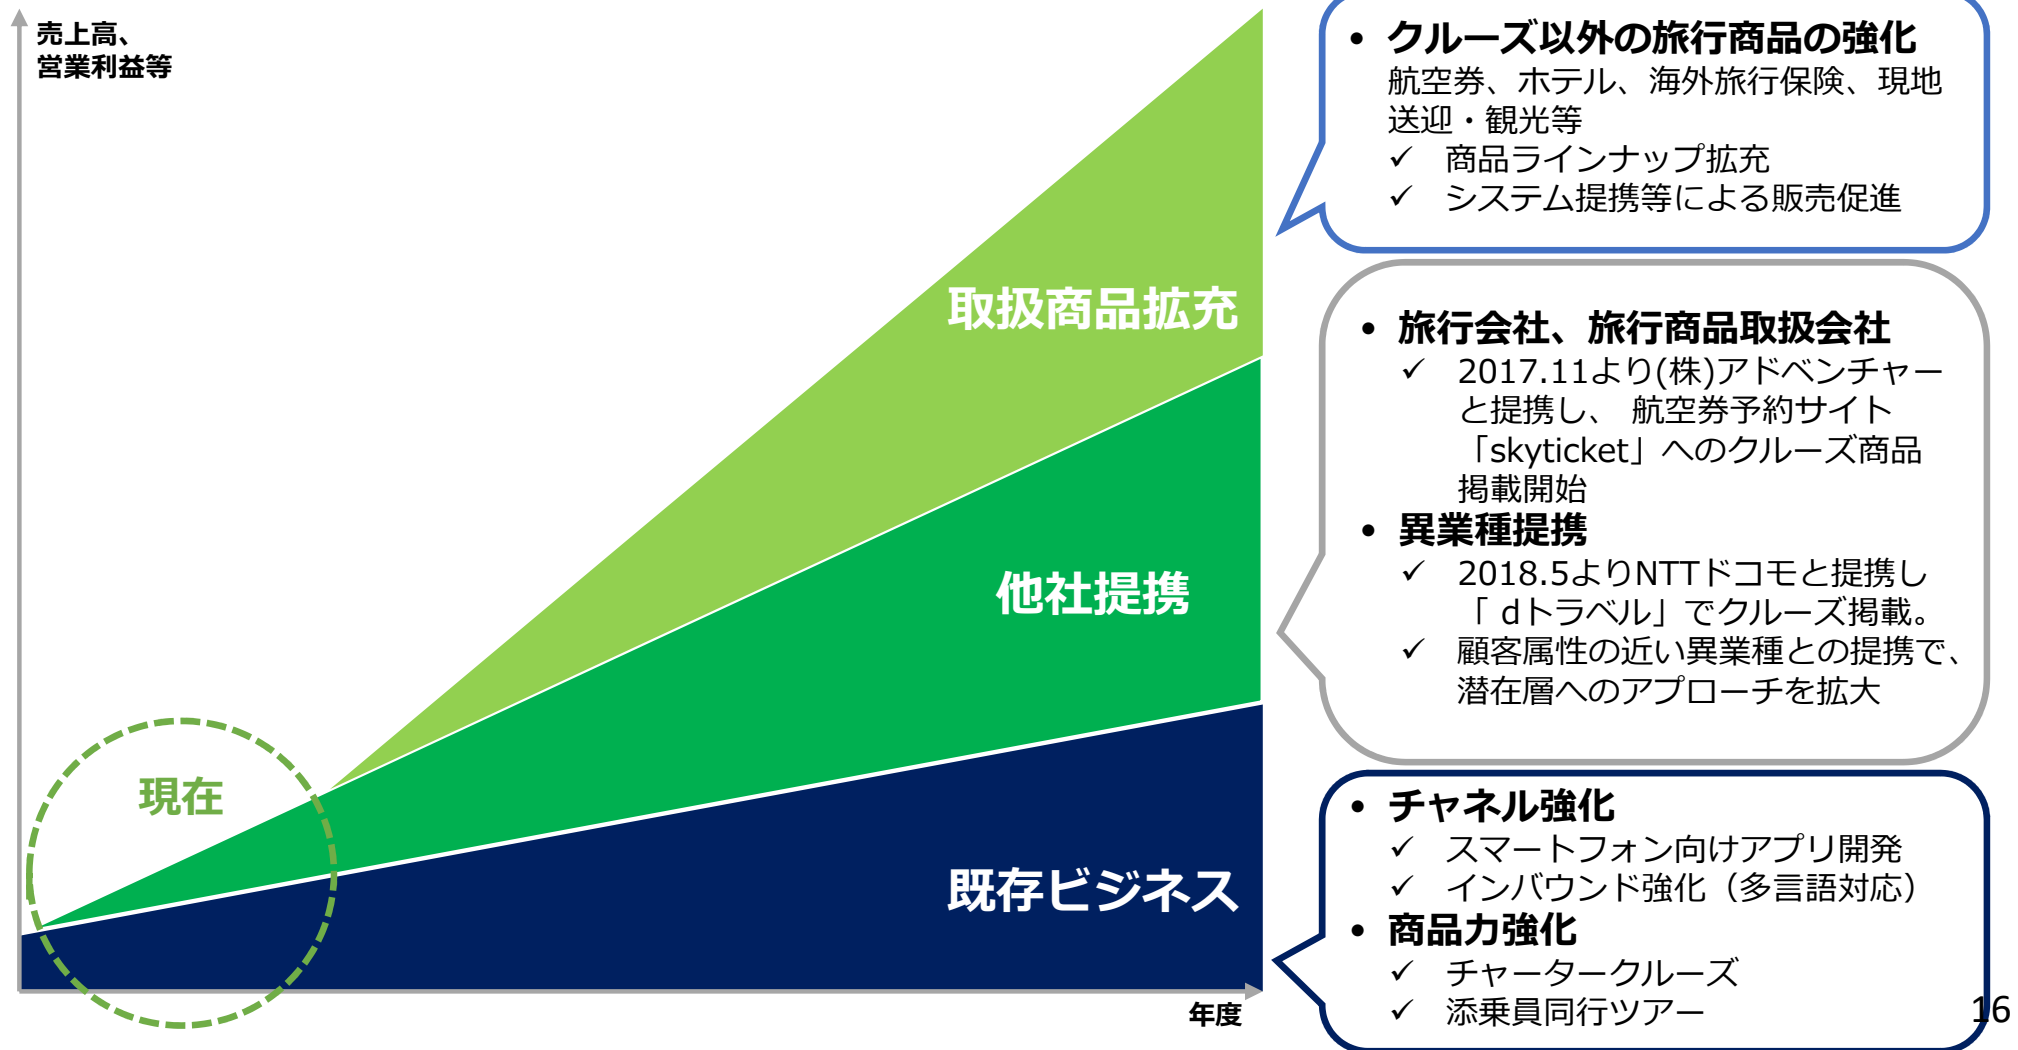 売上高、
営業利益等
取扱商品拡充
他社提携
既存ビジネス
現在
年度
• クルーズ以外の旅行商品の強化
航空券、ホテル、海外旅行保険、現地
送迎・観光等
✓ 商品ラインナップ拡充
✓ システム提携等による販売促進
• 旅行会社、旅行商品取扱会社
✓ 2017.11より(株)アドベンチャー
と提携し、 航空券予約サイト
「skyticket」へのクルーズ商品
掲載開始
• 異業種提携
✓ 2018.5よりNTTドコモと提携し
「 dトラベル」でクルーズ掲載。
✓ 顧客属性の近い異業種との提携で、
潜在層へのアプローチを拡大
• チャネル強化
✓ スマートフォン向けアプリ開発
✓ インバウンド強化（多言語対応）
• 商品力強化
✓ チャータークルーズ
✓ 添乗員同行ツアー
16